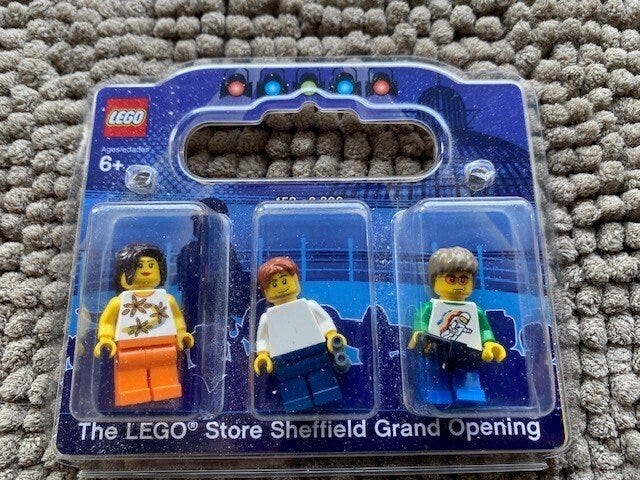 LEGO
Ages/edades
6+
The LEGO® Store Sheffield Grand Opening